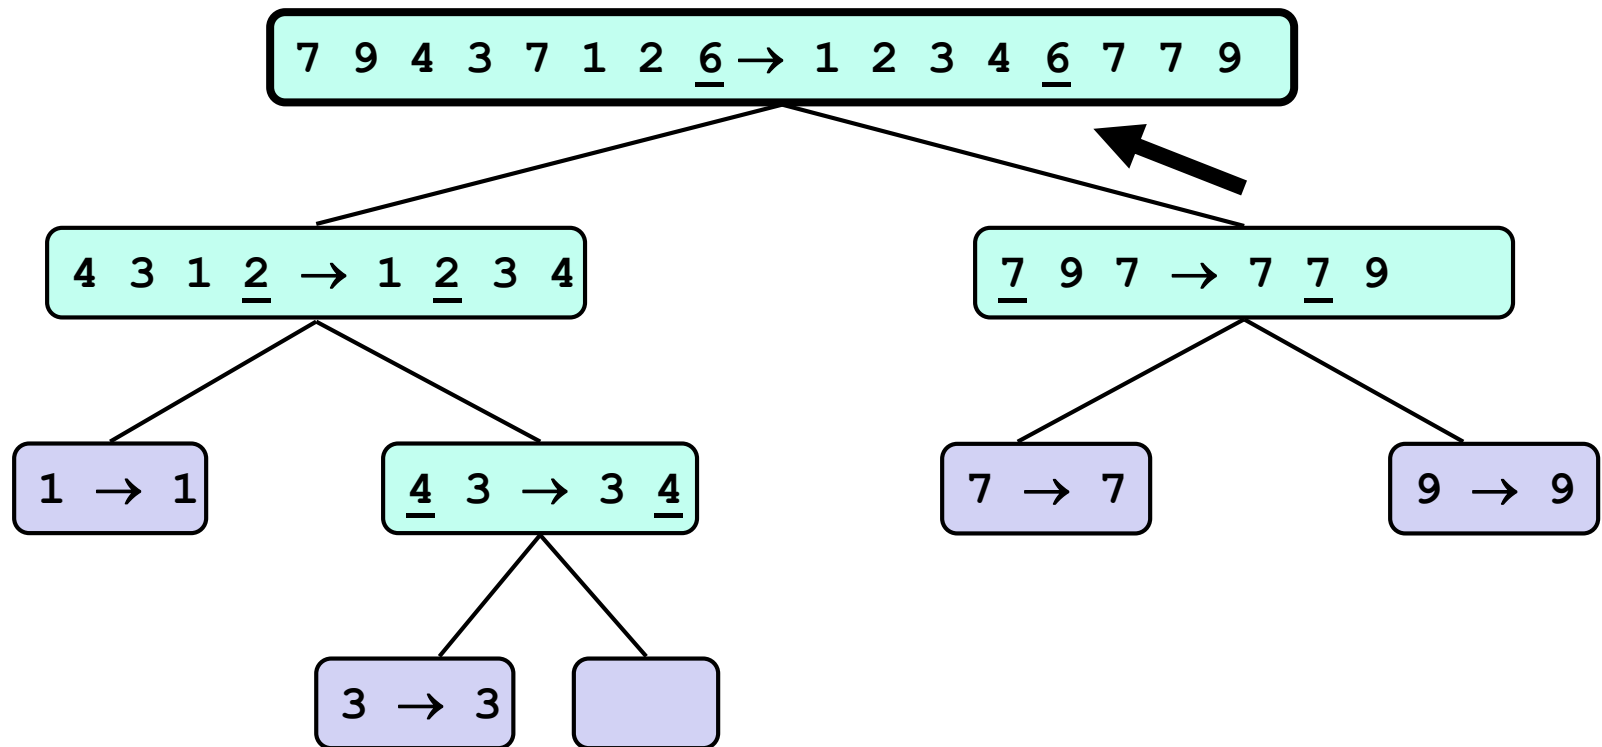 7 9 4 3 7 1 2 6 → 1 2 3 4 6 7 7 9
4 3 1 2 → 1 2 3 4
7 9 7 → 7 7 9
1 → 1
4 3 → 3 4
7 → 7
9 → 9
3 → 3